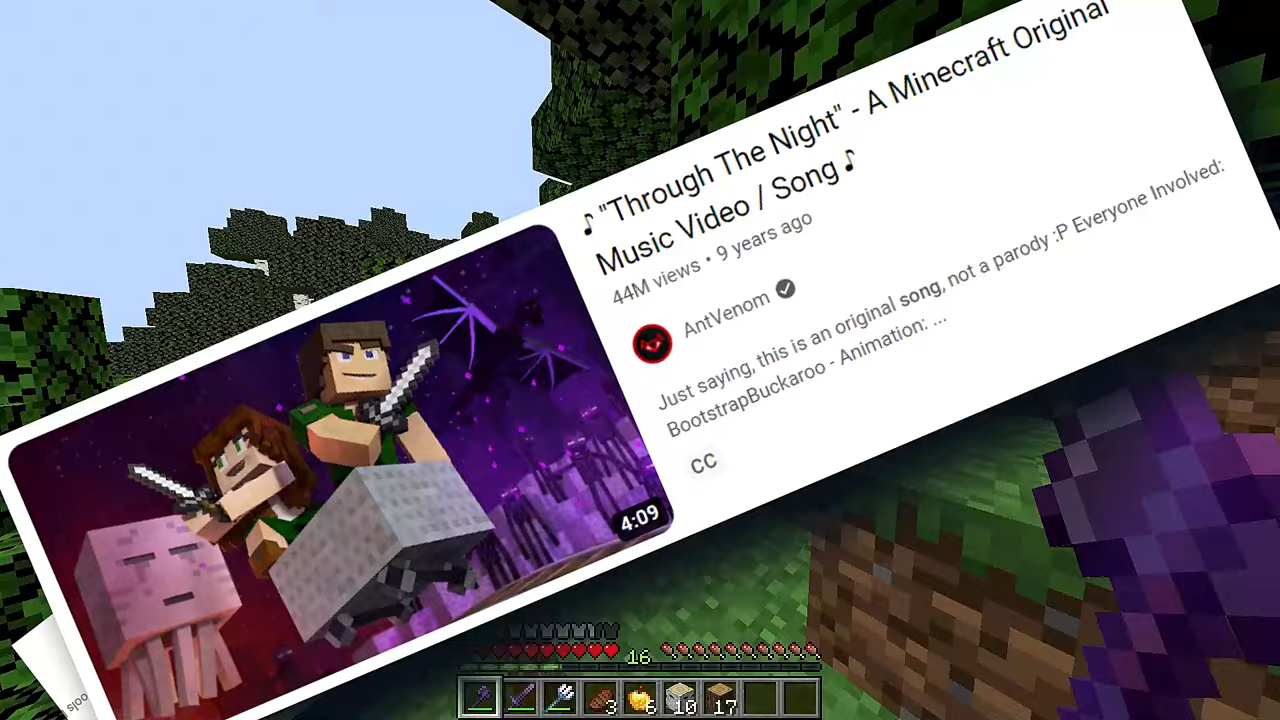 ♪ "Through The Night" - A Minecraft Original
Music Video / Song ♪
44M views • 9 years ago
AntVenom
Just saying, this is an original song, not a parody :P Everyone Involved:
BootstrapBuckaroo - Animation: ...
CC
4:09
16
3
6
10
17